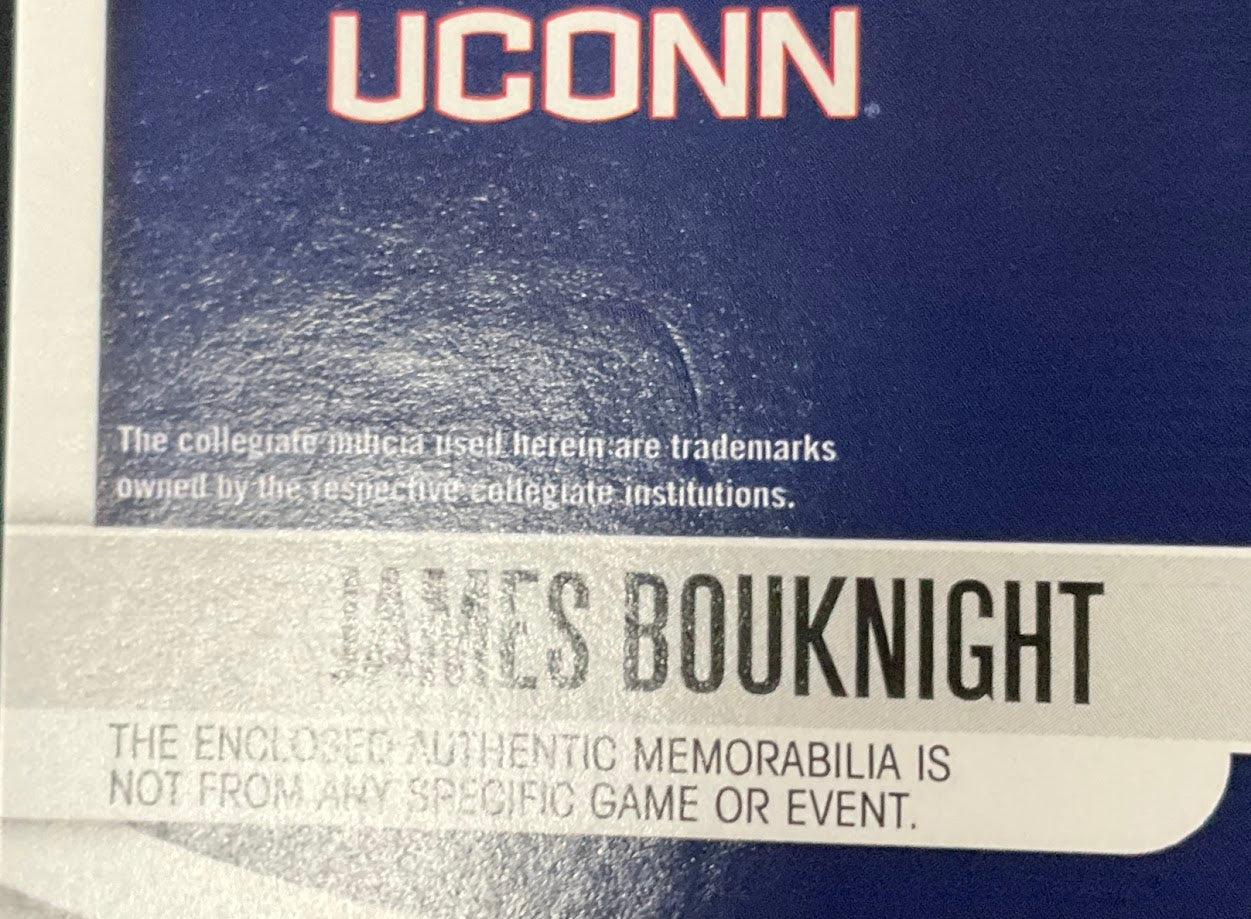 UCONN
The collegiate indicia used herein are trademarks
owned by the respective collegiate institutions.
JAMES BOUKNIGHT
THE ENCLOSED AUTHENTIC MEMORABILIA IS
NOT FROM ANY SPECIFIC GAME OR EVENT.